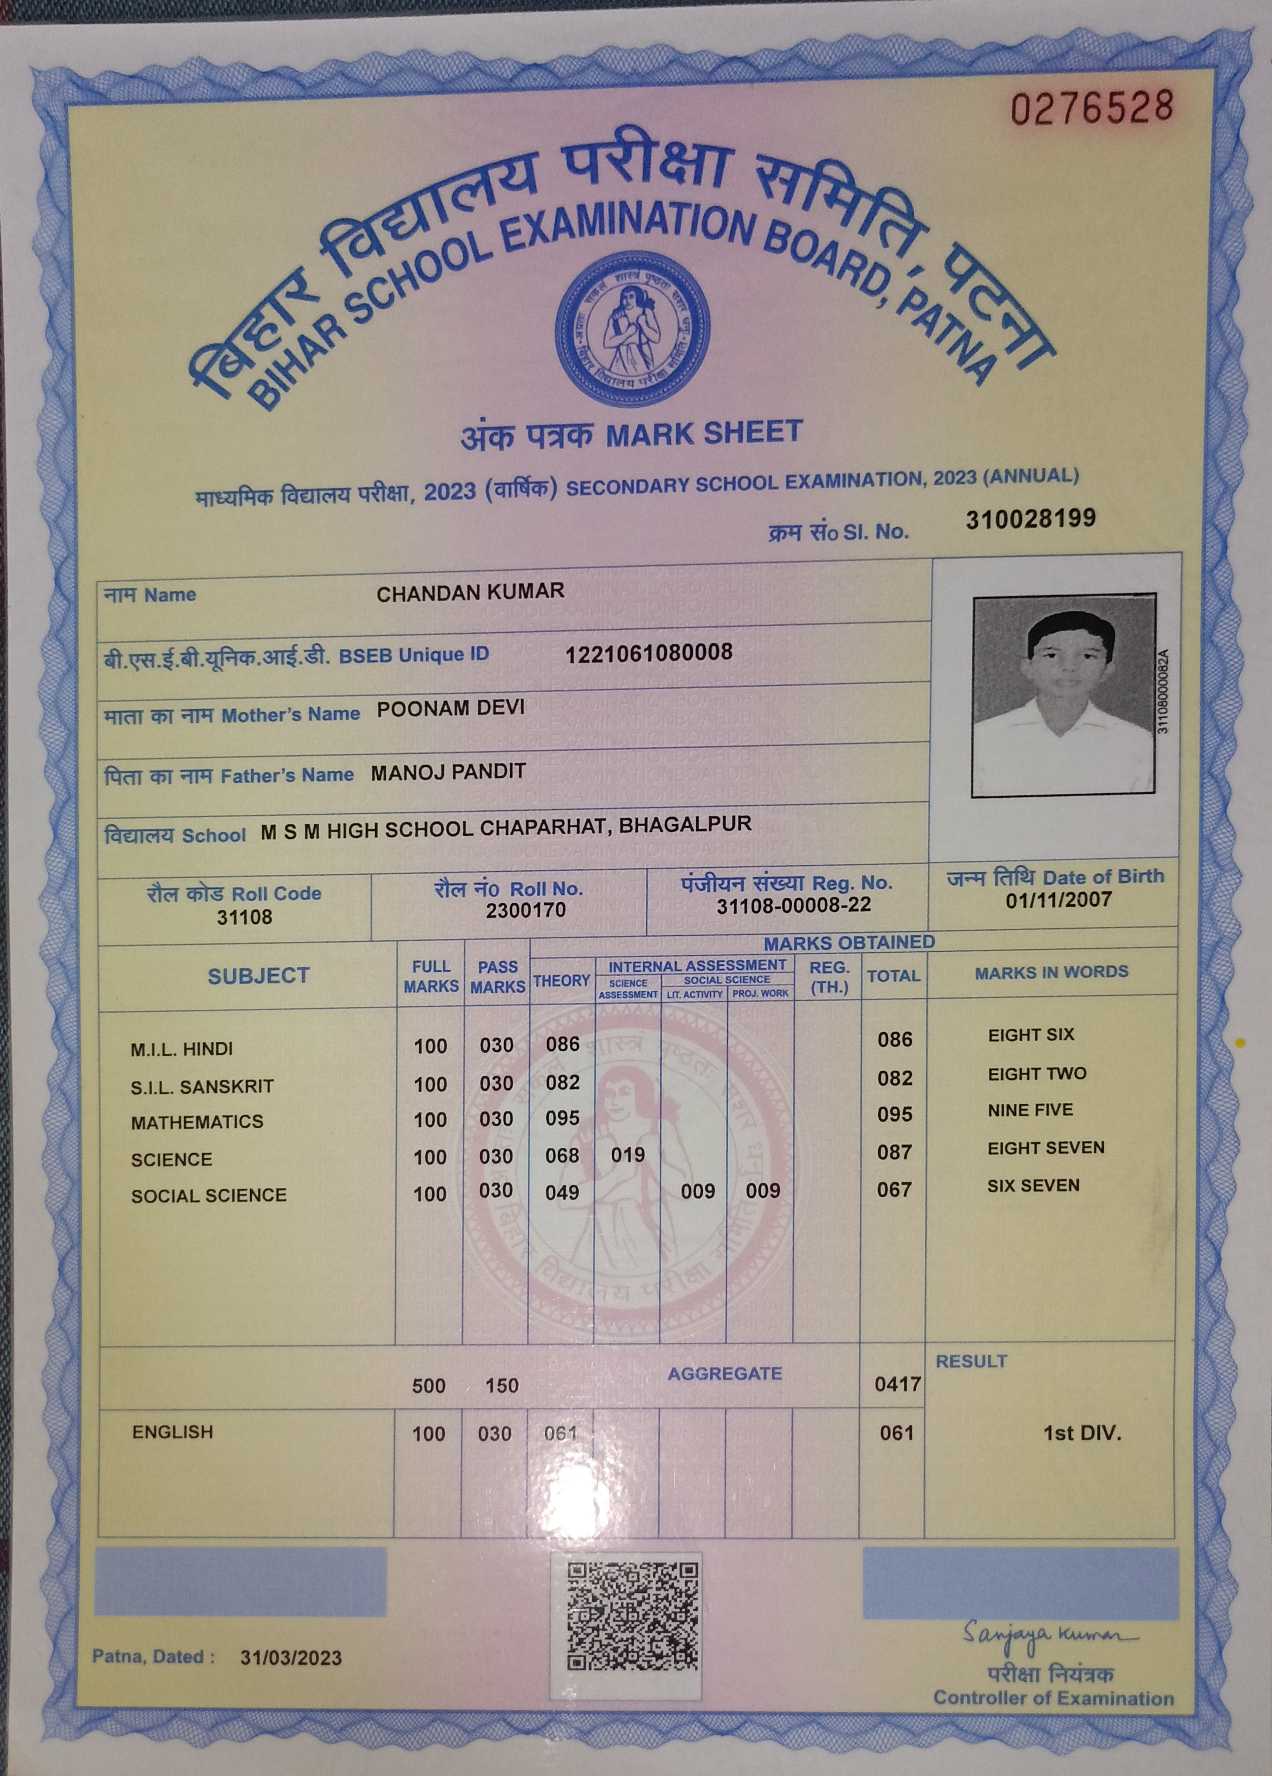 0276528
बिहार विद्यालय परीक्षा समिति, पटना
BIHAR SCHOOL EXAMINATION BOARD, PATNA
बिहार विद्यालय परीक्षा समिति
अंक पत्रक MARK SHEET
माध्यमिक विद्यालय परीक्षा, 2023 (वार्षिक) SECONDARY SCHOOL EXAMINATION, 2023 (ANNUAL)
क्रम सं० Sl. No. 310028199
नाम Name CHANDAN KUMAR
बी.एस.ई.बी.यूनिक.आई.डी. BSEB Unique ID 1221061080008
माता का नाम Mother's Name POONAM DEVI
पिता का नाम Father's Name MANOJ PANDIT
विद्यालय School M S M HIGH SCHOOL CHAPARHAT, BHAGALPUR
31108000082A
रौल कोड Roll Code रौल नं० Roll No. पंजीयन संख्या Reg. No. जन्म तिथि Date of Birth
31108 2300170 31108-00008-22 01/11/2007
MARKS OBTAINED
SUBJECT FULL MARKS PASS MARKS THEORY INTERNAL ASSESSMENT REG. (TH.) TOTAL MARKS IN WORDS
SCIENCE ASSESSMENT SOCIAL SCIENCE LIT. ACTIVITY PROJ. WORK
M.I.L. HINDI 100 030 086 086 EIGHT SIX
S.I.L. SANSKRIT 100 030 082 082 EIGHT TWO
MATHEMATICS 100 030 095 095 NINE FIVE
SCIENCE 100 030 068 019 087 EIGHT SEVEN
SOCIAL SCIENCE 100 030 049 009 009 067 SIX SEVEN
बिहार विद्यालय परीक्षा समिति
500 150 AGGREGATE 0417 RESULT
ENGLISH 100 030 061 061 1st DIV.
Patna, Dated : 31/03/2023
Sanjaya Kumar
परीक्षा नियंत्रक
Controller of Examination